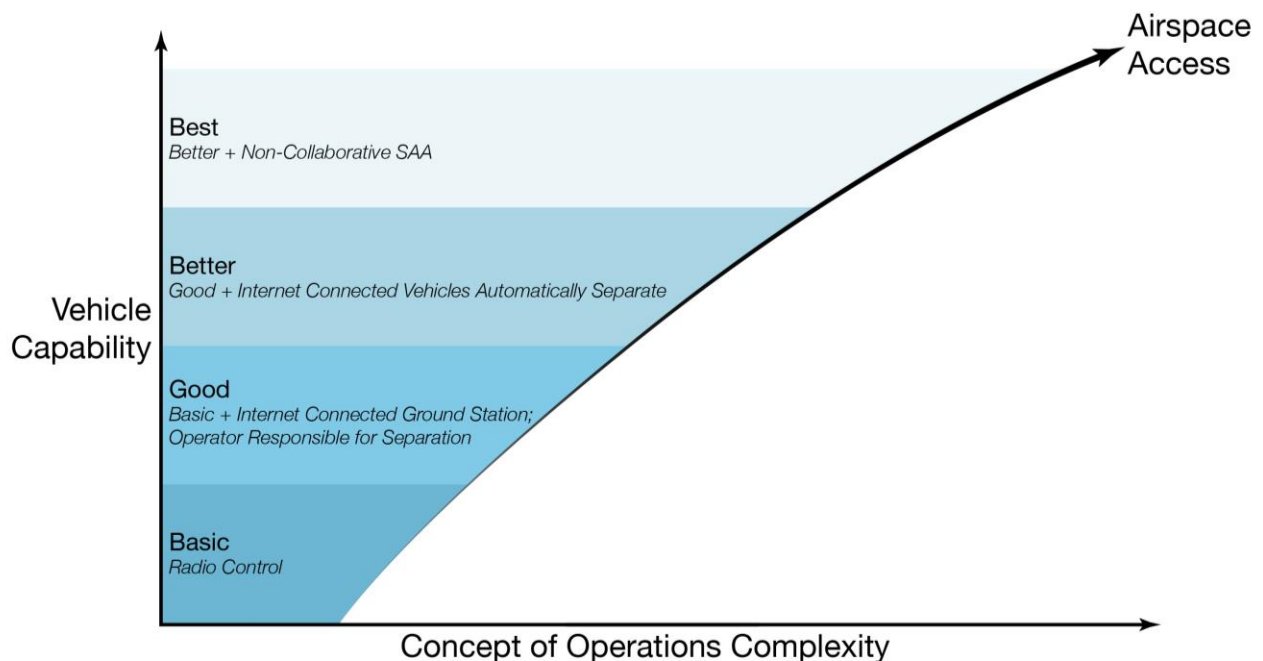 Airspace
Access
Best
Better + Non-Collaborative SAA
Better
Good + Internet Connected Vehicles Automatically Separate
Vehicle
Capability
Good
Basic + Internet Connected Ground Station;
Operator Responsible for Separation
Basic
Radio Control
Concept of Operations Complexity